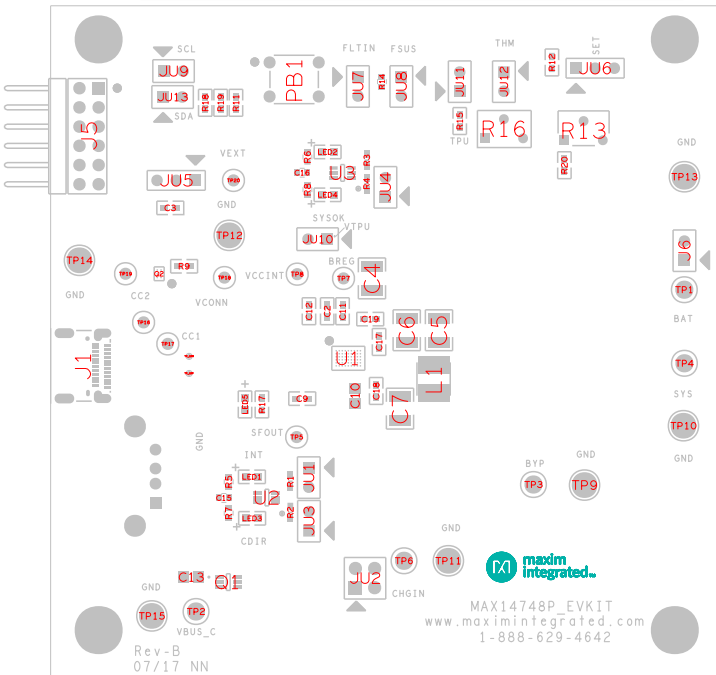 SCL
JU9
JU13
SDA
R18
R19
R11
PB1
FLTIN
FSUS
JU7
R14
JU8
THM
JU11
JU12
R15
TPU
R16
R12
SET
JU6
R13
R20
GND
TP13
J5
VEXT
JU5
TP20
C3
GND
TP12
R6
LED2
C16
U3
R3
R4
R8
LED4
JU4
SYSOK
VTPU
JU10
BREG
TP14
GND
TP19
CC2
Q2
R9
VCONN
VCCINT
TP8
TP7
C4
J6
TP1
BAT
TP18
CC1
TP17
J1
C12
C2
C11
C19
C17
C6
C5
U1
L1
C10
C18
C7
TP4
SYS
TP10
GND
LED5
R17
C9
SFOUT
TP5
GND
INT
R5
LED1
C15
U2
R1
R2
R7
LED3
CDIR
JU1
JU3
BYP
TP3
GND
TP9
C13
Q1
JU2
TP6
CHGIN
GND
TP11
GND
TP15
TP2
VBUS_C
maxim
integrated™
MAX14748P_EVKIT
www.maximintegrated.com
1-888-629-4642
Rev-B
07/17 NN